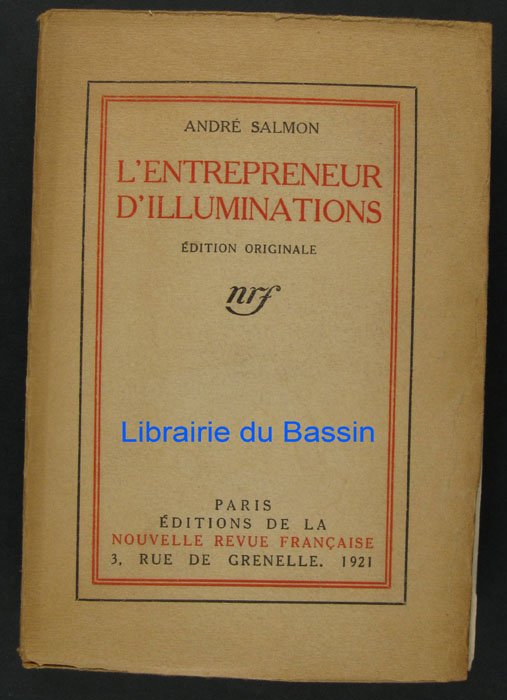 ANDRÉ SALMON
L'ENTREPRENEUR
D'ILLUMINATIONS
ÉDITION ORIGINALE
nrf
Librairie du Bassin
PARIS
ÉDITIONS DE LA
NOUVELLE REVUE FRANÇAISE
3, RUE DE GRENELLE. 1921